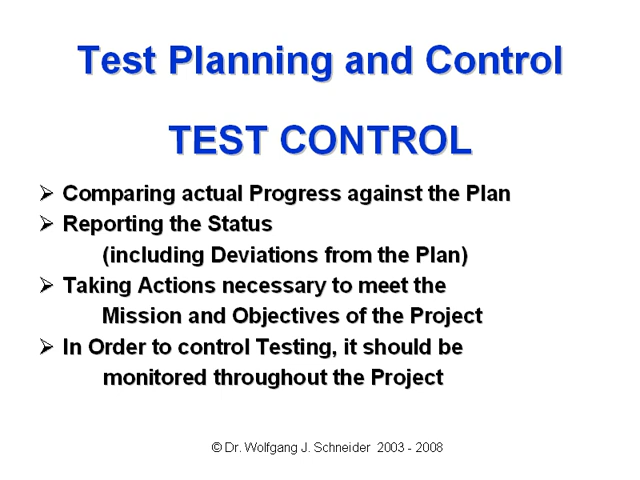 Test Planning and Control
TEST CONTROL
➢ Comparing actual Progress against the Plan
➢ Reporting the Status
(including Deviations from the Plan)
➢ Taking Actions necessary to meet the
Mission and Objectives of the Project
➢ In Order to control Testing, it should be
monitored throughout the Project
© Dr. Wolfgang J. Schneider 2003 - 2008